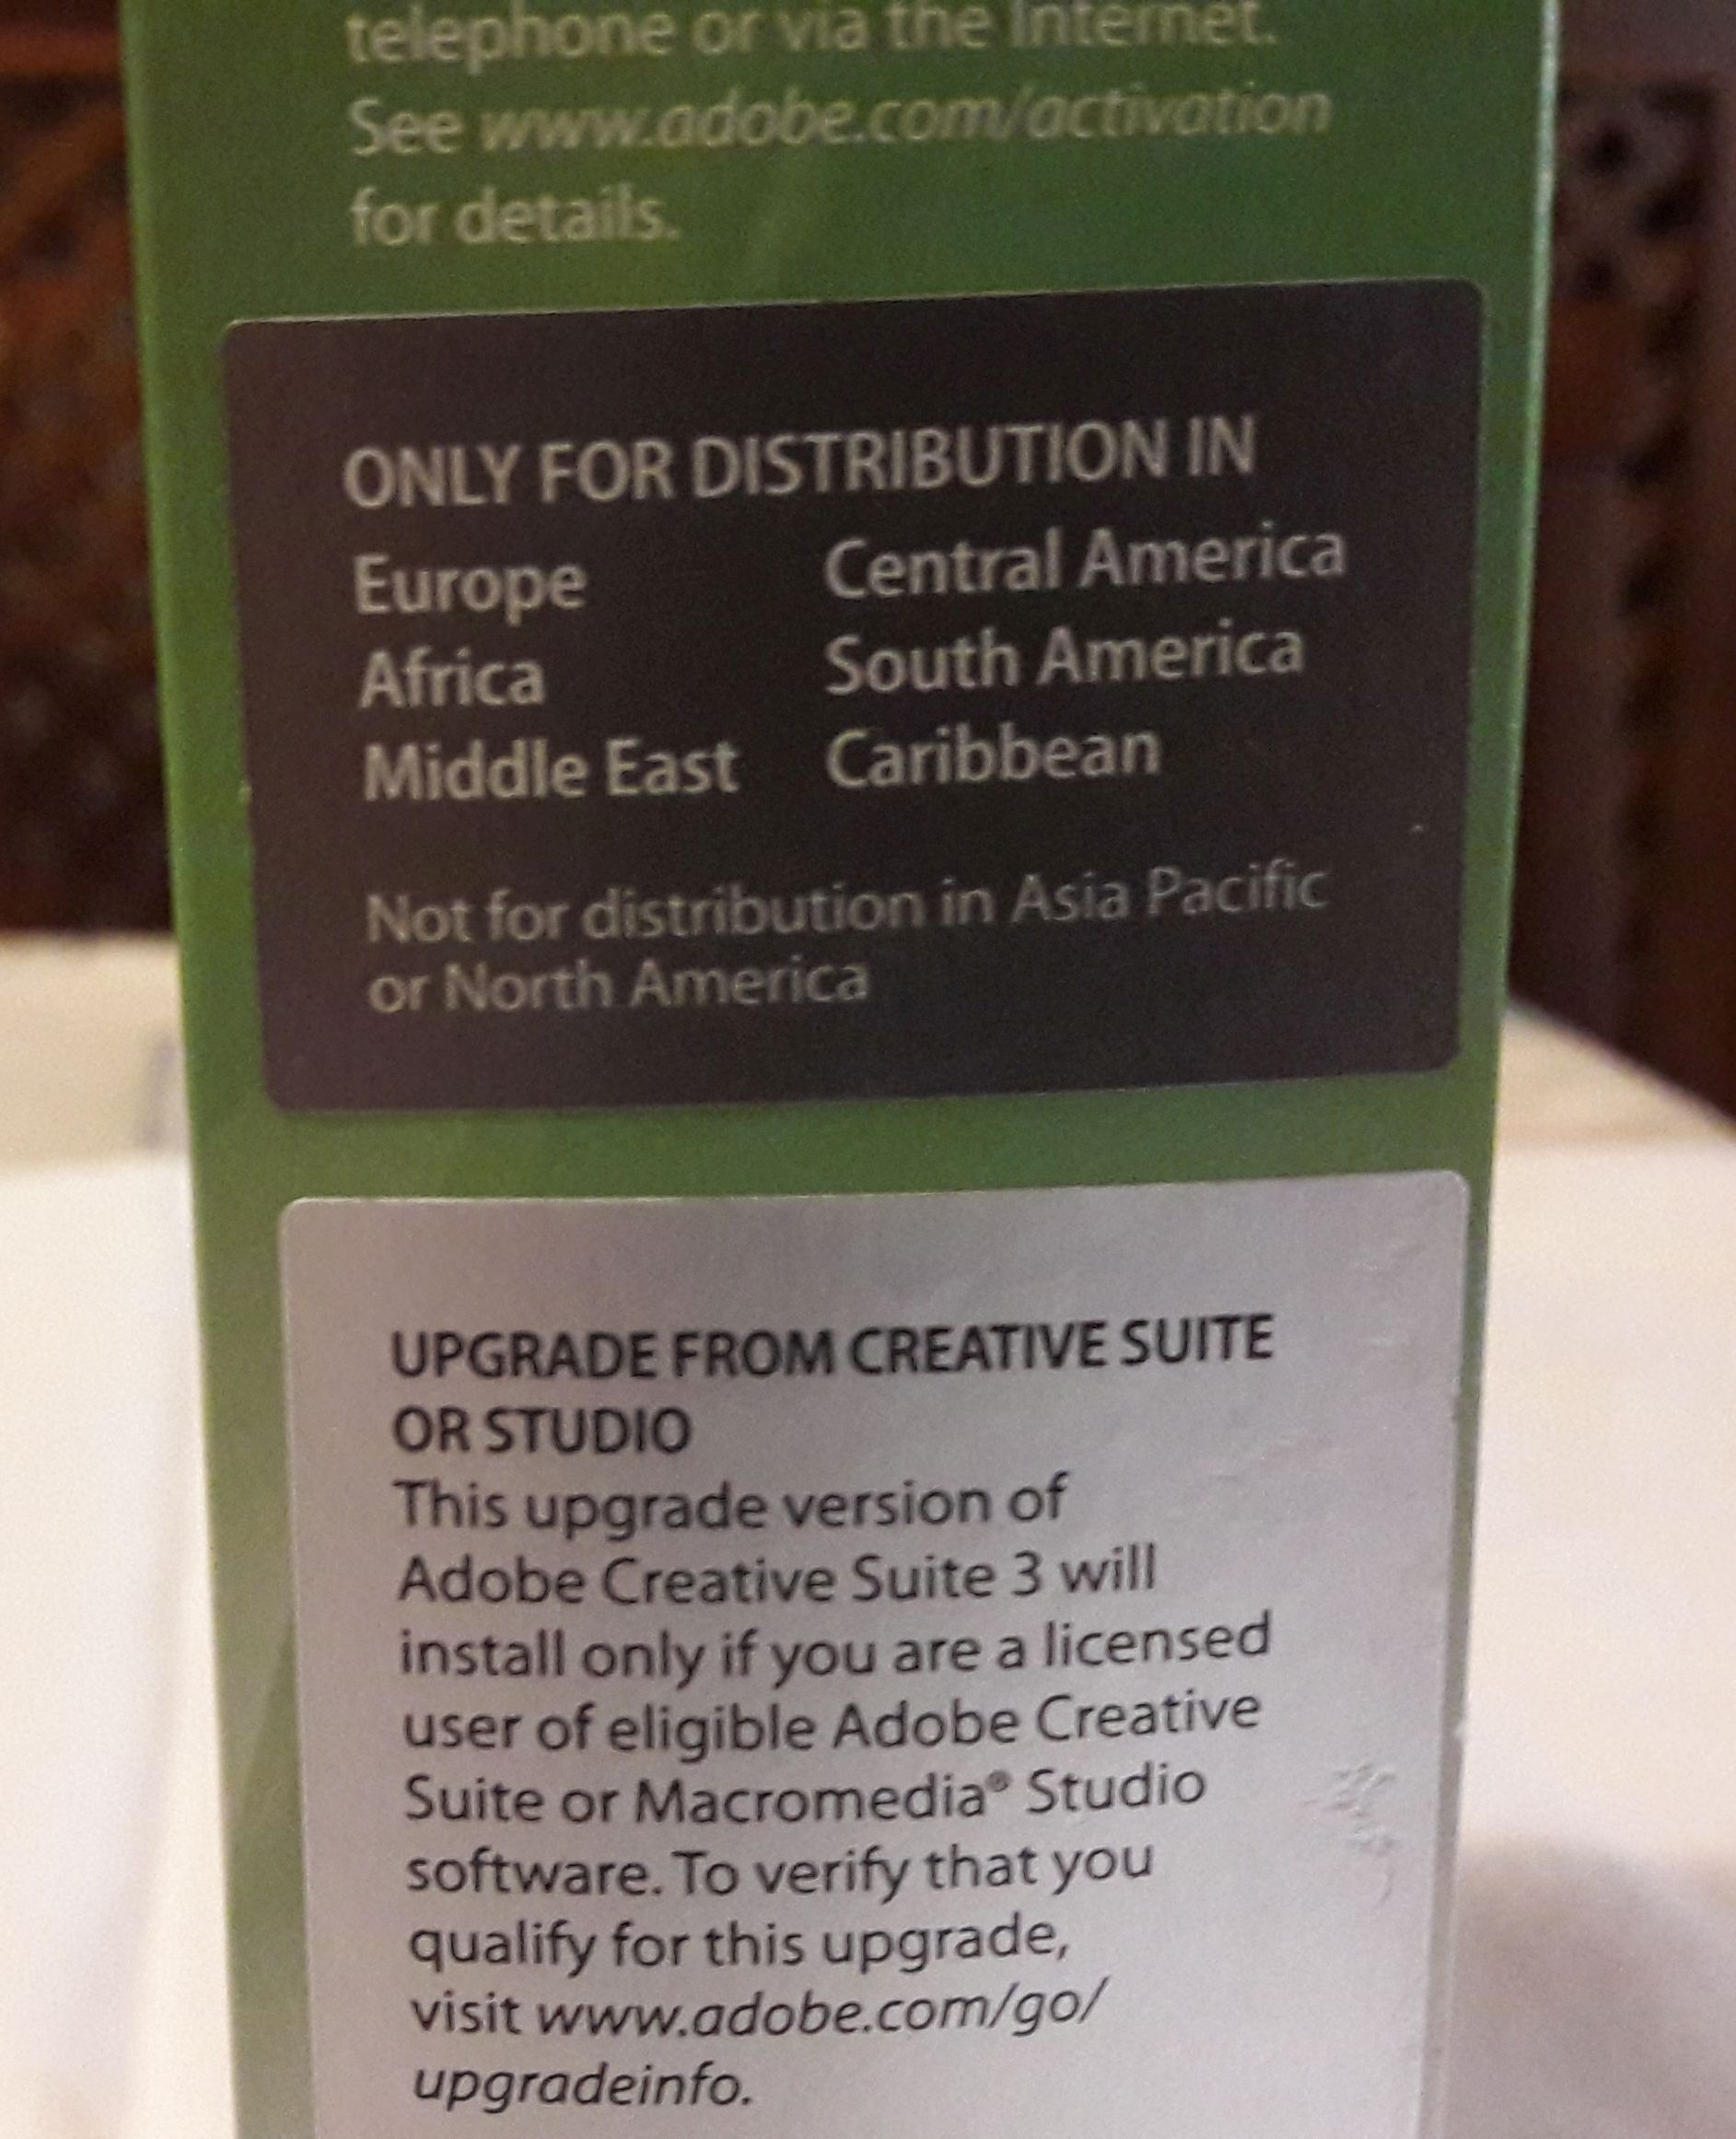 telephone or via the Internet.
See www.adobe.com/activation
for details.
ONLY FOR DISTRIBUTION IN
Europe
Africa
Middle East
Central America
South America
Caribbean
Not for distribution in Asia Pacific
or North America
UPGRADE FROM CREATIVE SUITE
OR STUDIO
This upgrade version of
Adobe Creative Suite 3 will
install only if you are a licensed
user of eligible Adobe Creative
Suite or Macromedia® Studio
software. To verify that you
qualify for this upgrade,
visit www.adobe.com/go/
upgradeinfo.